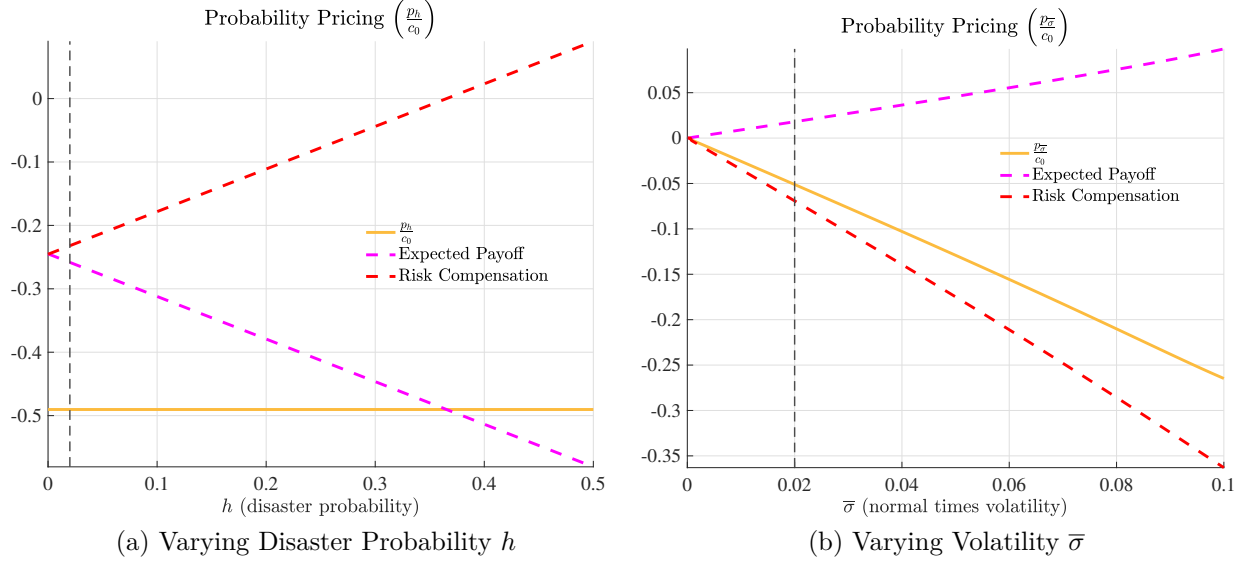 Probability Pricing (p_h/c_0)
0
-0.1
-0.2
-0.3
-0.4
-0.5
p_h/c_0
Expected Payoff
Risk Compensation
0 0.1 0.2 0.3 0.4 0.5
h (disaster probability)
(a) Varying Disaster Probability h
Probability Pricing (p_σ̅/c_0)
0.05
0
-0.05
-0.1
-0.15
-0.2
-0.25
-0.3
-0.35
p_σ̅/c_0
Expected Payoff
Risk Compensation
0 0.02 0.04 0.06 0.08 0.1
σ̅ (normal times volatility)
(b) Varying Volatility σ̅